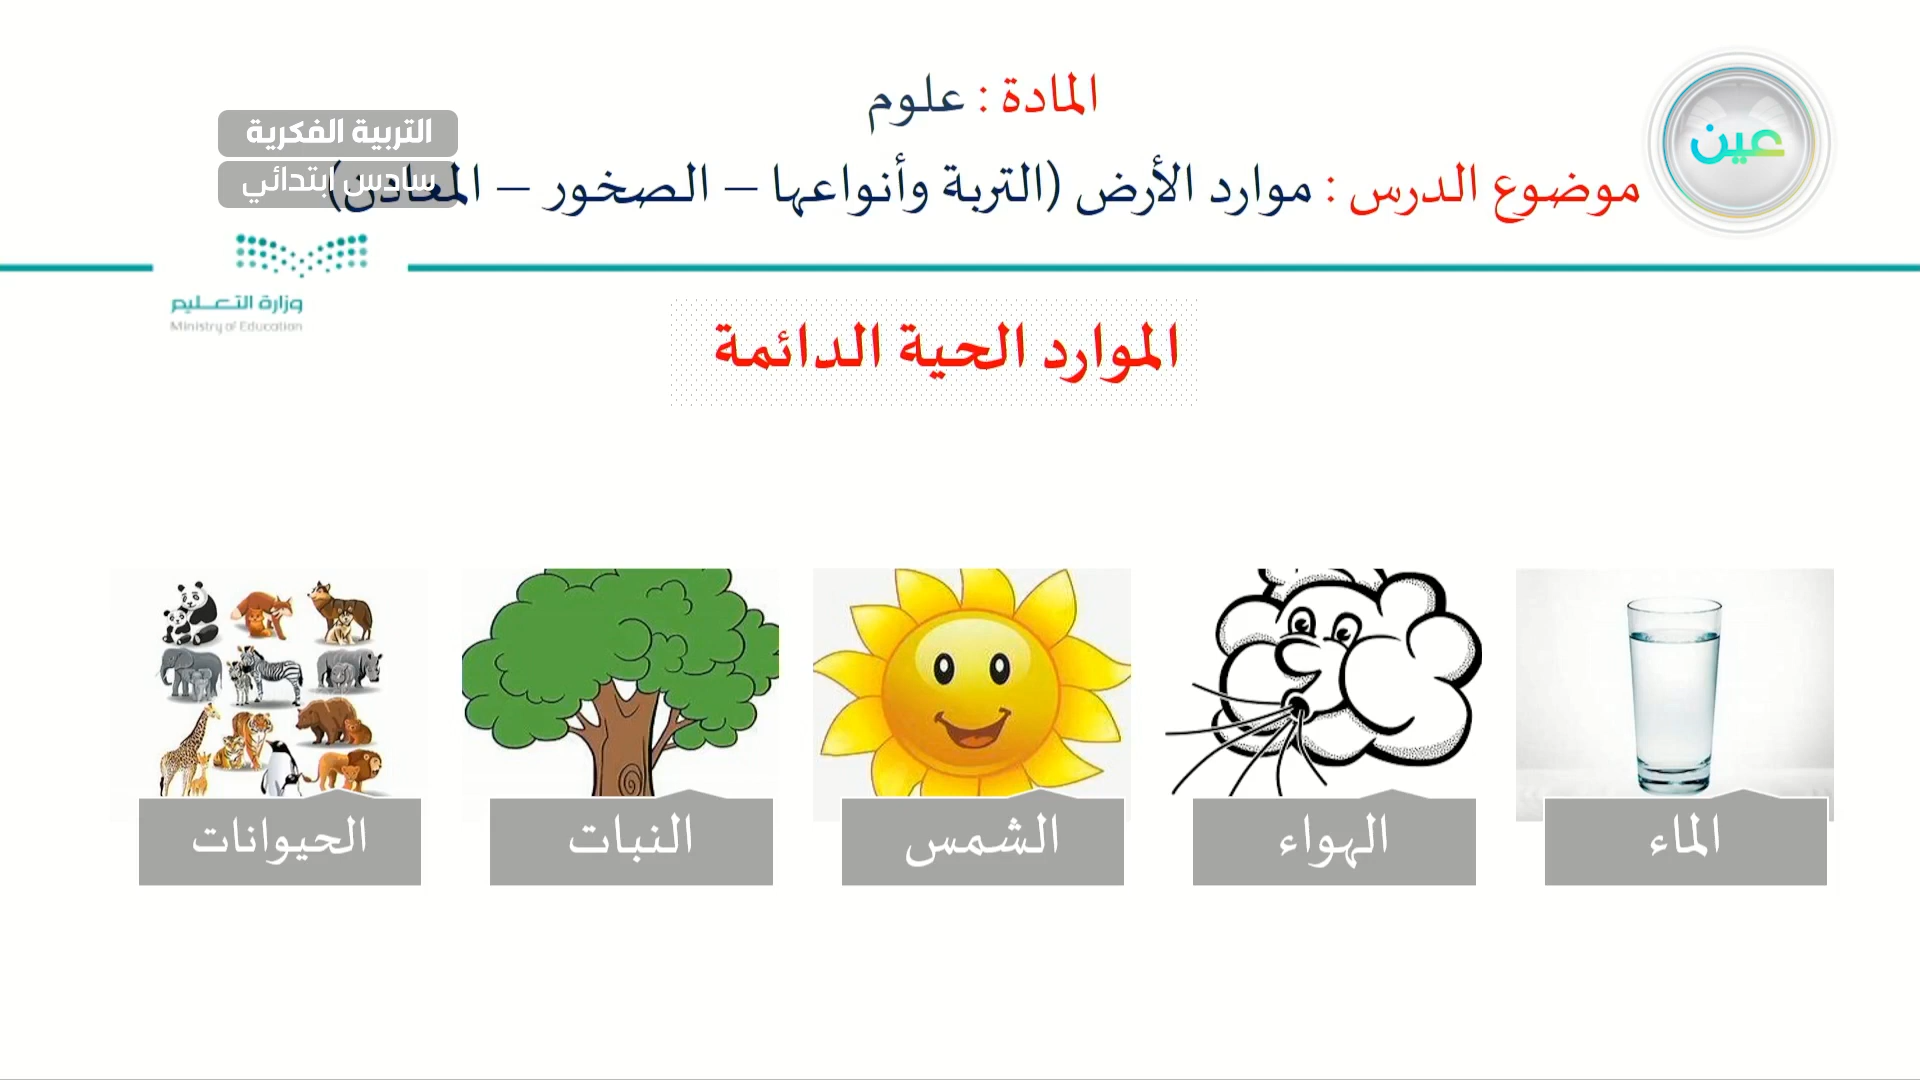 المادة : علوم
التربية الفكرية
موضوع الدرس : موارد الأرض (التربة وأنواعها – الصخور – المعادن)
سادس ابتدائي
عين
وزارة التعليم
Ministry of Education
الموارد الحية الدائمة
الماء
الهواء
الشمس
النبات
الحيوانات